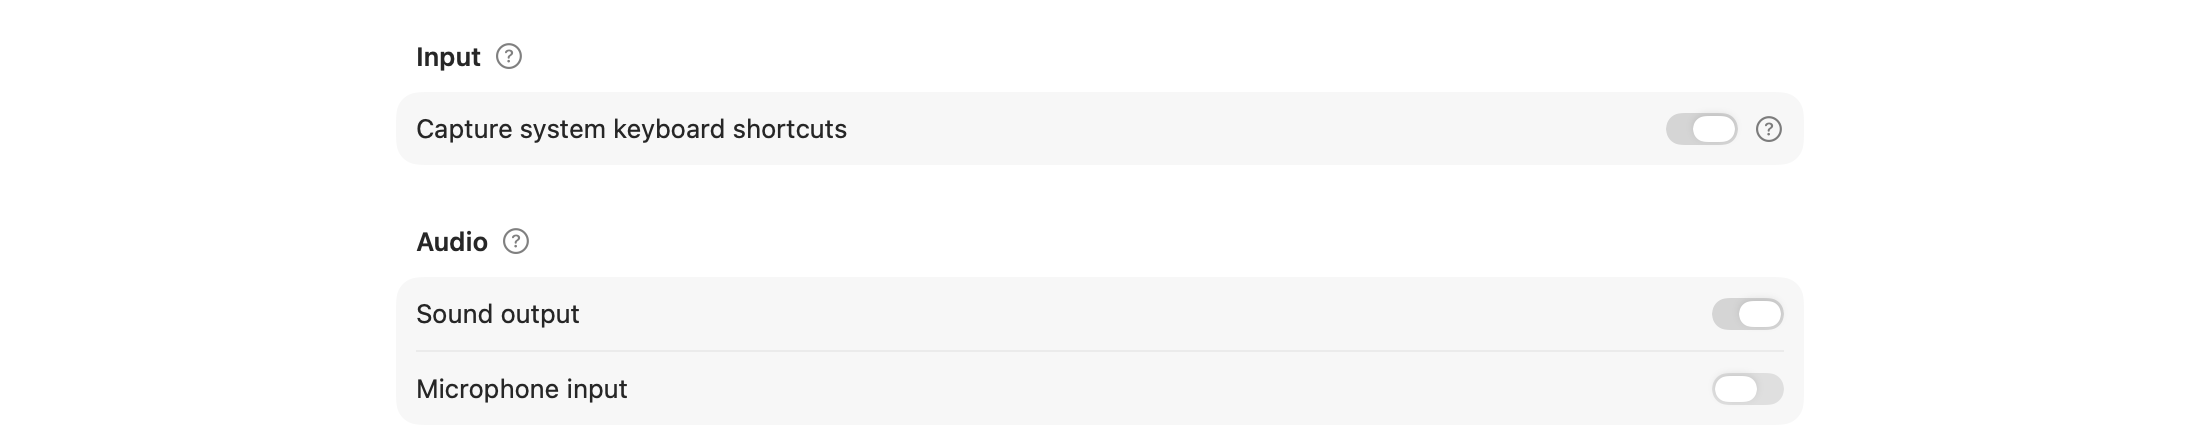 Input ?
Capture system keyboard shortcuts ?
Audio ?
Sound output
Microphone input